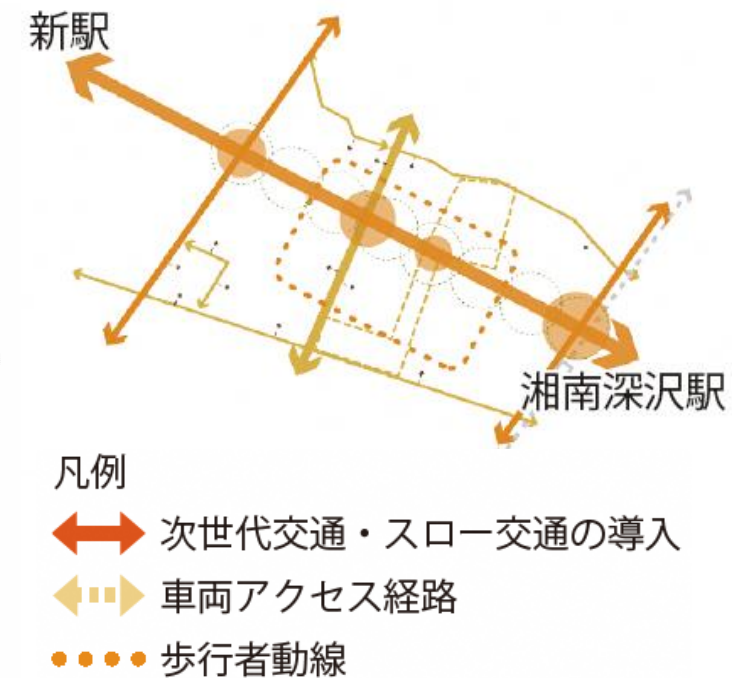 新駅
湘南深沢駅
凡例
次世代交通・スロー交通の導入
車両アクセス経路
歩行者動線